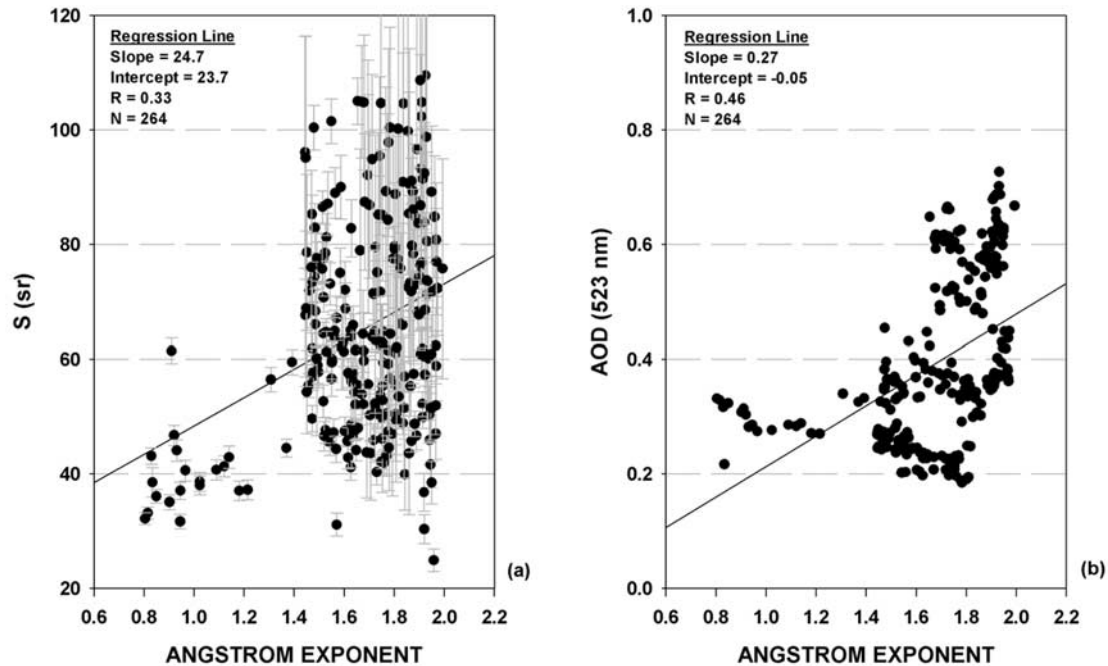 Regression Line
Slope = 24.7
Intercept = 23.7
R = 0.33
N = 264
120
100
80
60
40
20
S (sr)
0.6 0.8 1.0 1.2 1.4 1.6 1.8 2.0 2.2
ANGSTROM EXPONENT
(a)
Regression Line
Slope = 0.27
Intercept = -0.05
R = 0.46
N = 264
1.0
0.8
0.6
0.4
0.2
0.0
AOD (523 nm)
0.6 0.8 1.0 1.2 1.4 1.6 1.8 2.0 2.2
ANGSTROM EXPONENT
(b)